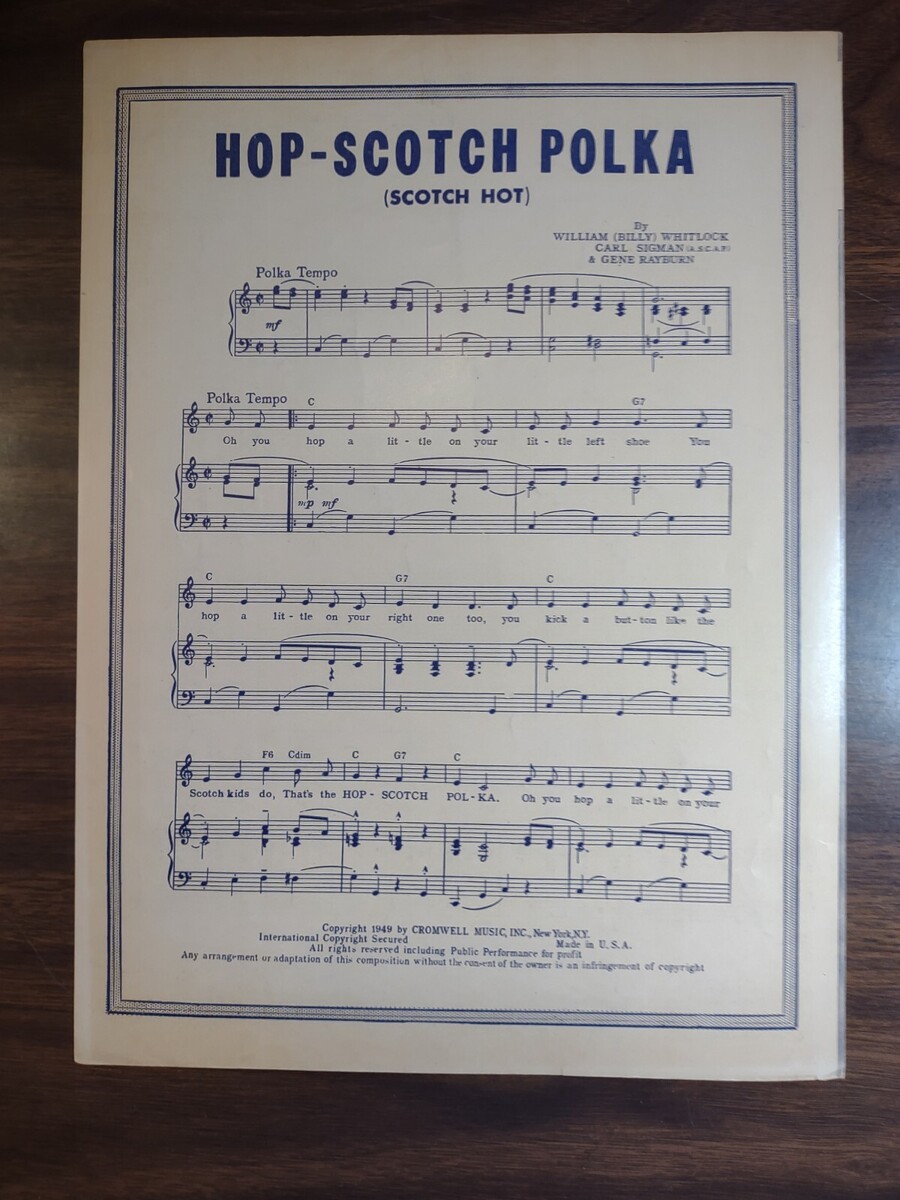 HOP-SCOTCH POLKA
(SCOTCH HOT)
By
WILLIAM (BILLY) WHITLOCK
CARL SIGMAN (A.S.C.A.P.)
& GENE RAYBURN
Polka Tempo
mf
Polka Tempo C G7
Oh you hop a lit - tle on your lit - tle left shoe You
mp mf
C G7 C
hop a lit - tle on your right one too, you kick a but - ton like the
F6 Cdim C G7 C
Scotch kids do, That's the HOP - SCOTCH POL - KA. Oh you hop a lit - tle on your
Copyright 1949 by CROMWELL MUSIC, INC., New York, N.Y.
International Copyright Secured Made in U. S. A.
All rights reserved including Public Performance for profit
Any arrangement or adaptation of this composition without the consent of the owner is an infringement of copyright